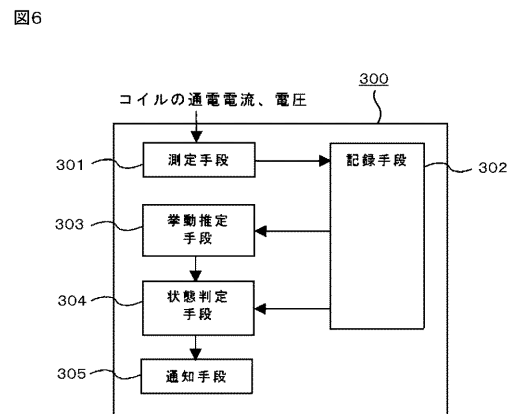 図6
コイルの通電電流、電圧
300
301
測定手段
記録手段
302
303
挙動推定
手段
304
状態判定
手段
305
通知手段